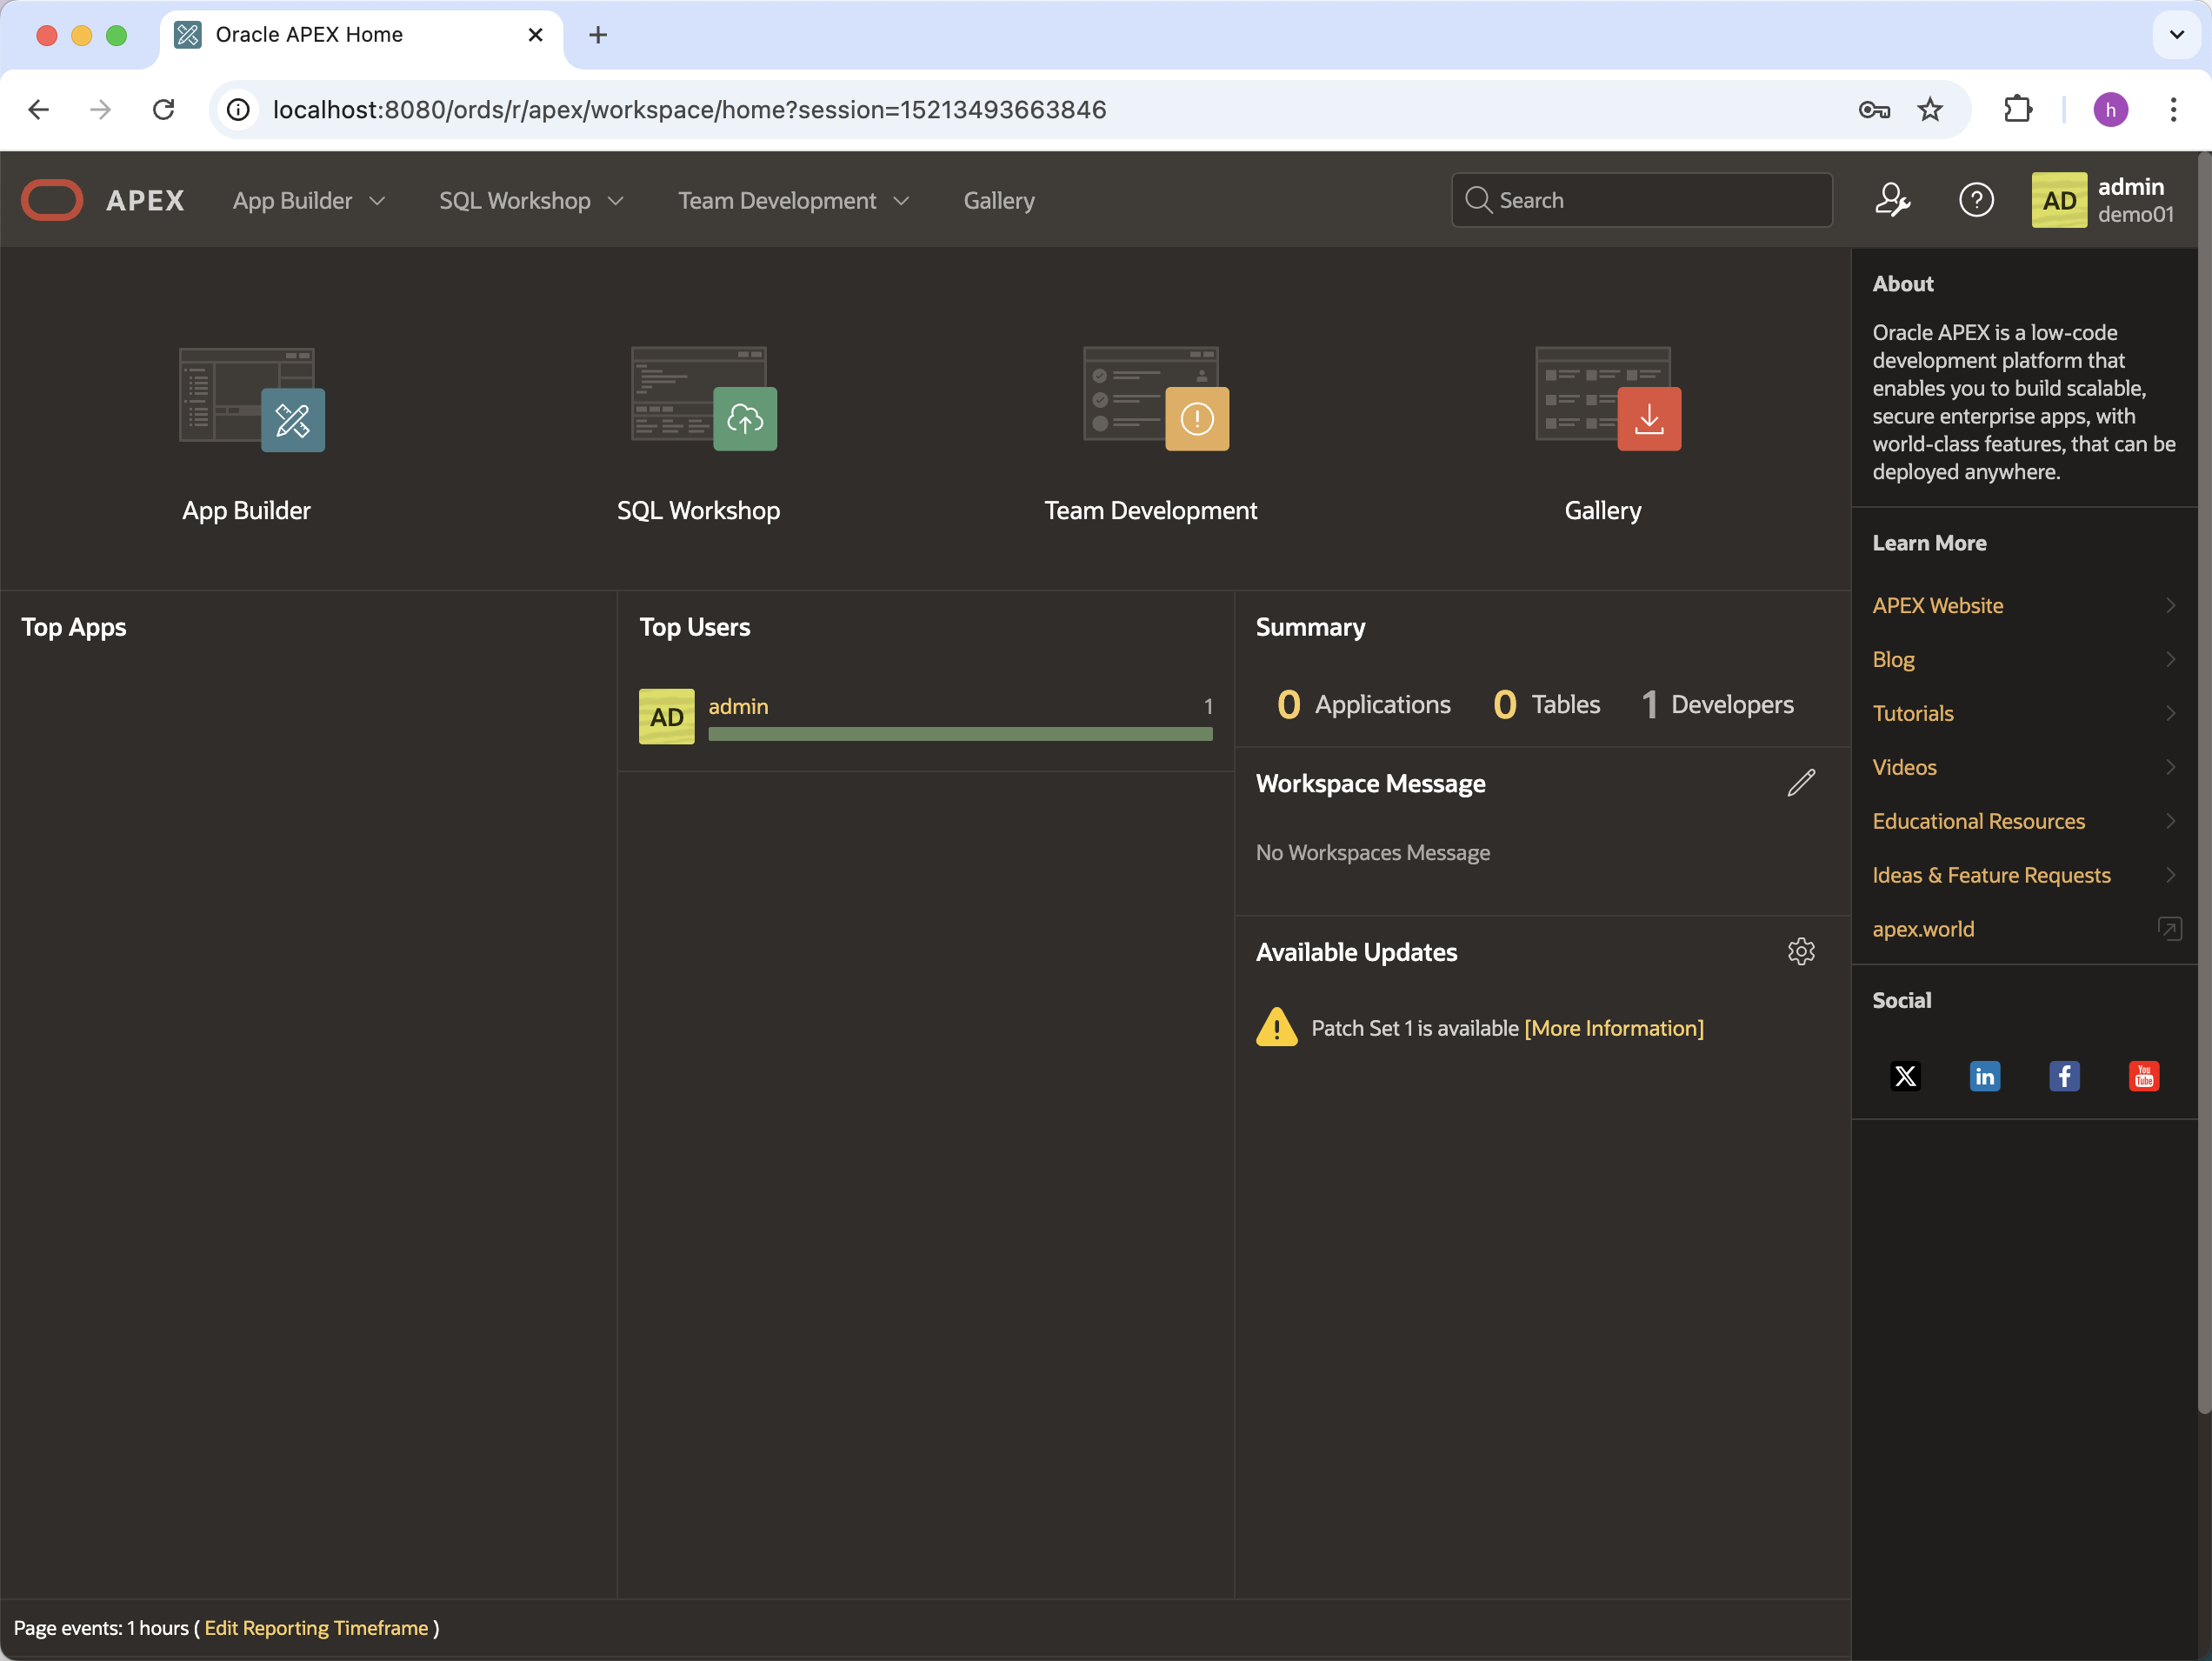 Oracle APEX Home
localhost:8080/ords/r/apex/workspace/home?session=15213493663846
h
APEX
App Builder
SQL Workshop
Team Development
Gallery
Search
AD
admin
demo01
App Builder
SQL Workshop
Team Development
Gallery
Top Apps
Top Users
AD
admin
1
Summary
0 Applications
0 Tables
1 Developers
Workspace Message
No Workspaces Message
Available Updates
Patch Set 1 is available [More Information]
About
Oracle APEX is a low-code
development platform that
enables you to build scalable,
secure enterprise apps, with
world-class features, that can be
deployed anywhere.
Learn More
APEX Website
Blog
Tutorials
Videos
Educational Resources
Ideas & Feature Requests
apex.world
Social
X
in
f
You
Tube
Page events: 1 hours ( Edit Reporting Timeframe )